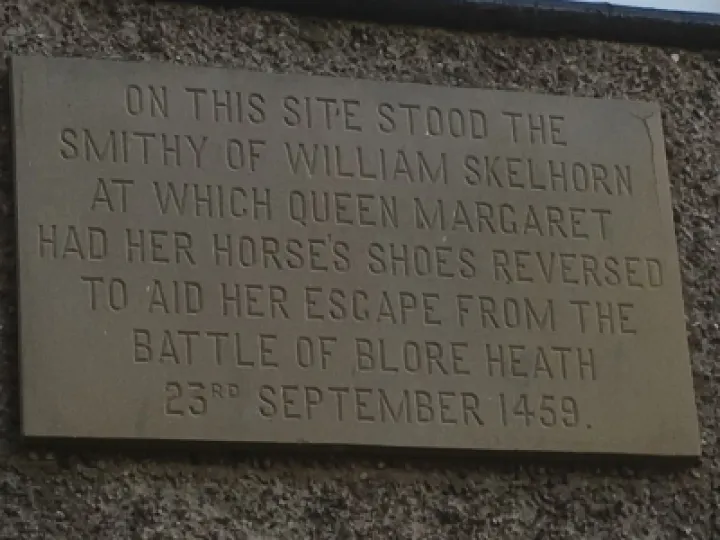 ON THIS SITE STOOD THE
SMITHY OF WILLIAM SKELHORN
AT WHICH QUEEN MARGARET
HAD HER HORSE'S SHOES REVERSED
TO AID HER ESCAPE FROM THE
BATTLE OF BLORE HEATH
23RD SEPTEMBER 1459.